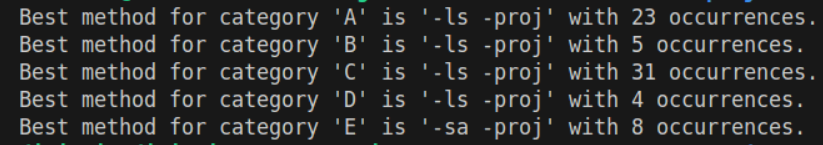 Best method for category 'A' is '-ls -proj' with 23 occurrences.
Best method for category 'B' is '-ls -proj' with 5 occurrences.
Best method for category 'C' is '-ls -proj' with 31 occurrences.
Best method for category 'D' is '-ls -proj' with 4 occurrences.
Best method for category 'E' is '-sa -proj' with 8 occurrences.